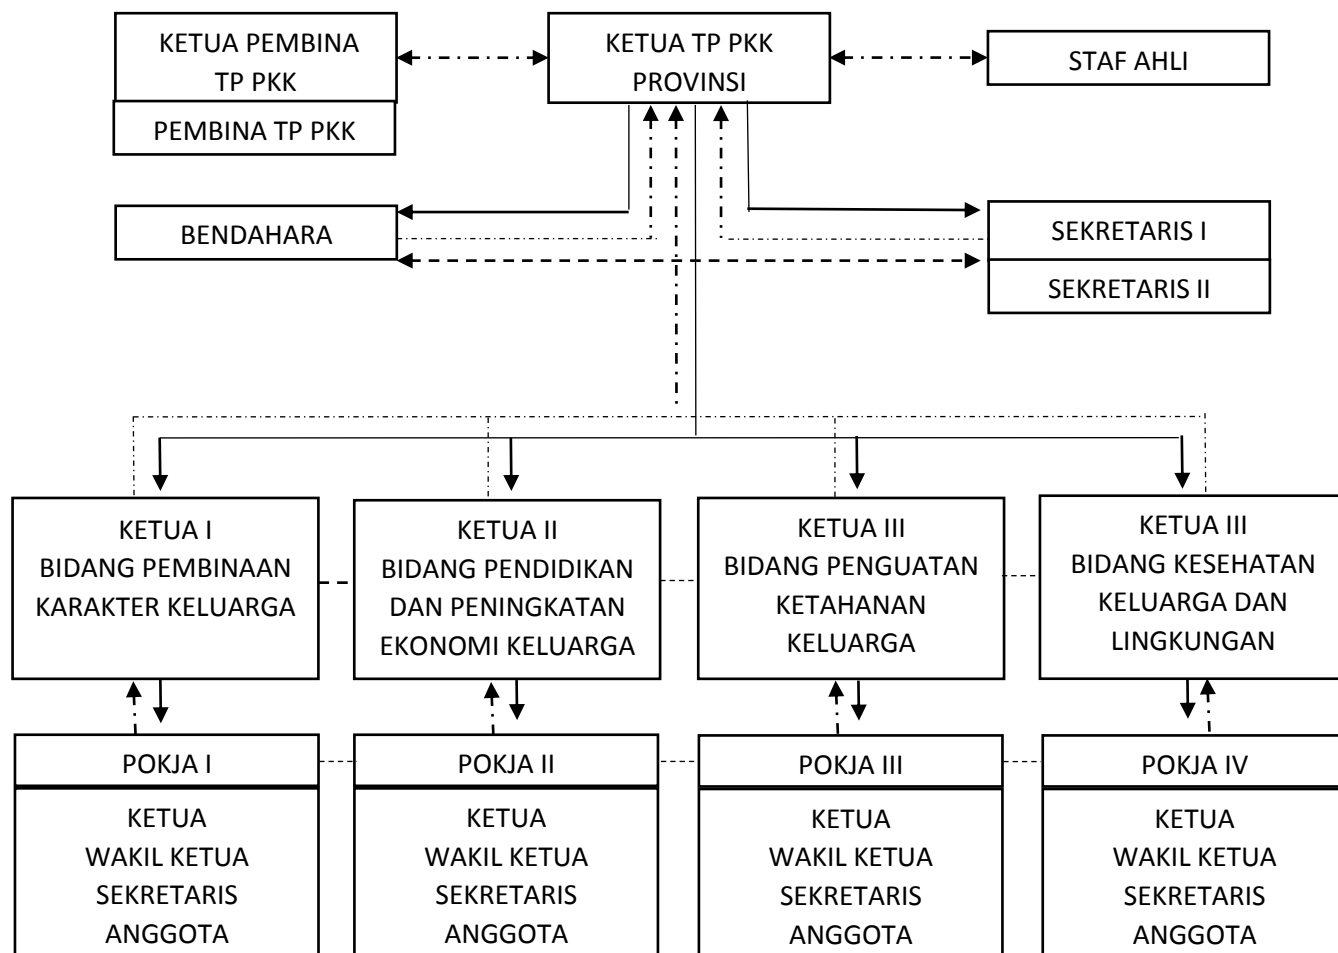 KETUA PEMBINA
TP PKK
PEMBINA TP PKK
KETUA TP PKK
PROVINSI
STAF AHLI
BENDAHARA
SEKRETARIS I
SEKRETARIS II
KETUA I
BIDANG PEMBINAAN
KARAKTER KELUARGA
KETUA II
BIDANG PENDIDIKAN
DAN PENINGKATAN
EKONOMI KELUARGA
KETUA III
BIDANG PENGUATAN
KETAHANAN
KELUARGA
KETUA III
BIDANG KESEHATAN
KELUARGA DAN
LINGKUNGAN
POKJA I
KETUA
WAKIL KETUA
SEKRETARIS
ANGGOTA
POKJA II
KETUA
WAKIL KETUA
SEKRETARIS
ANGGOTA
POKJA III
KETUA
WAKIL KETUA
SEKRETARIS
ANGGOTA
POKJA IV
KETUA
WAKIL KETUA
SEKRETARIS
ANGGOTA